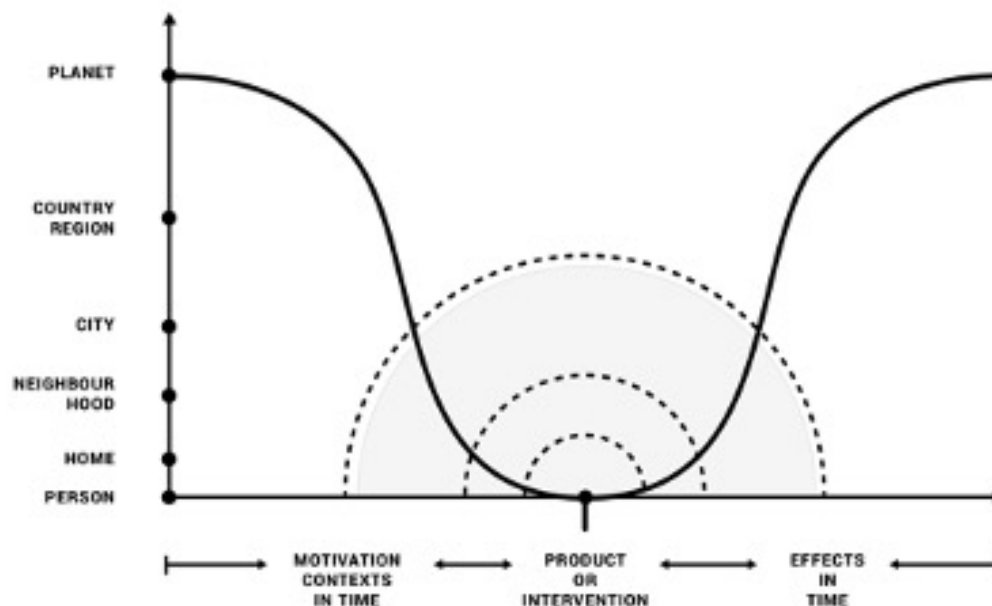 PLANET
COUNTRY
REGION
CITY
NEIGHBOUR
HOOD
HOME
PERSON
MOTIVATION
CONTEXTS
IN TIME
PRODUCT
OR
INTERVENTION
EFFECTS
IN
TIME